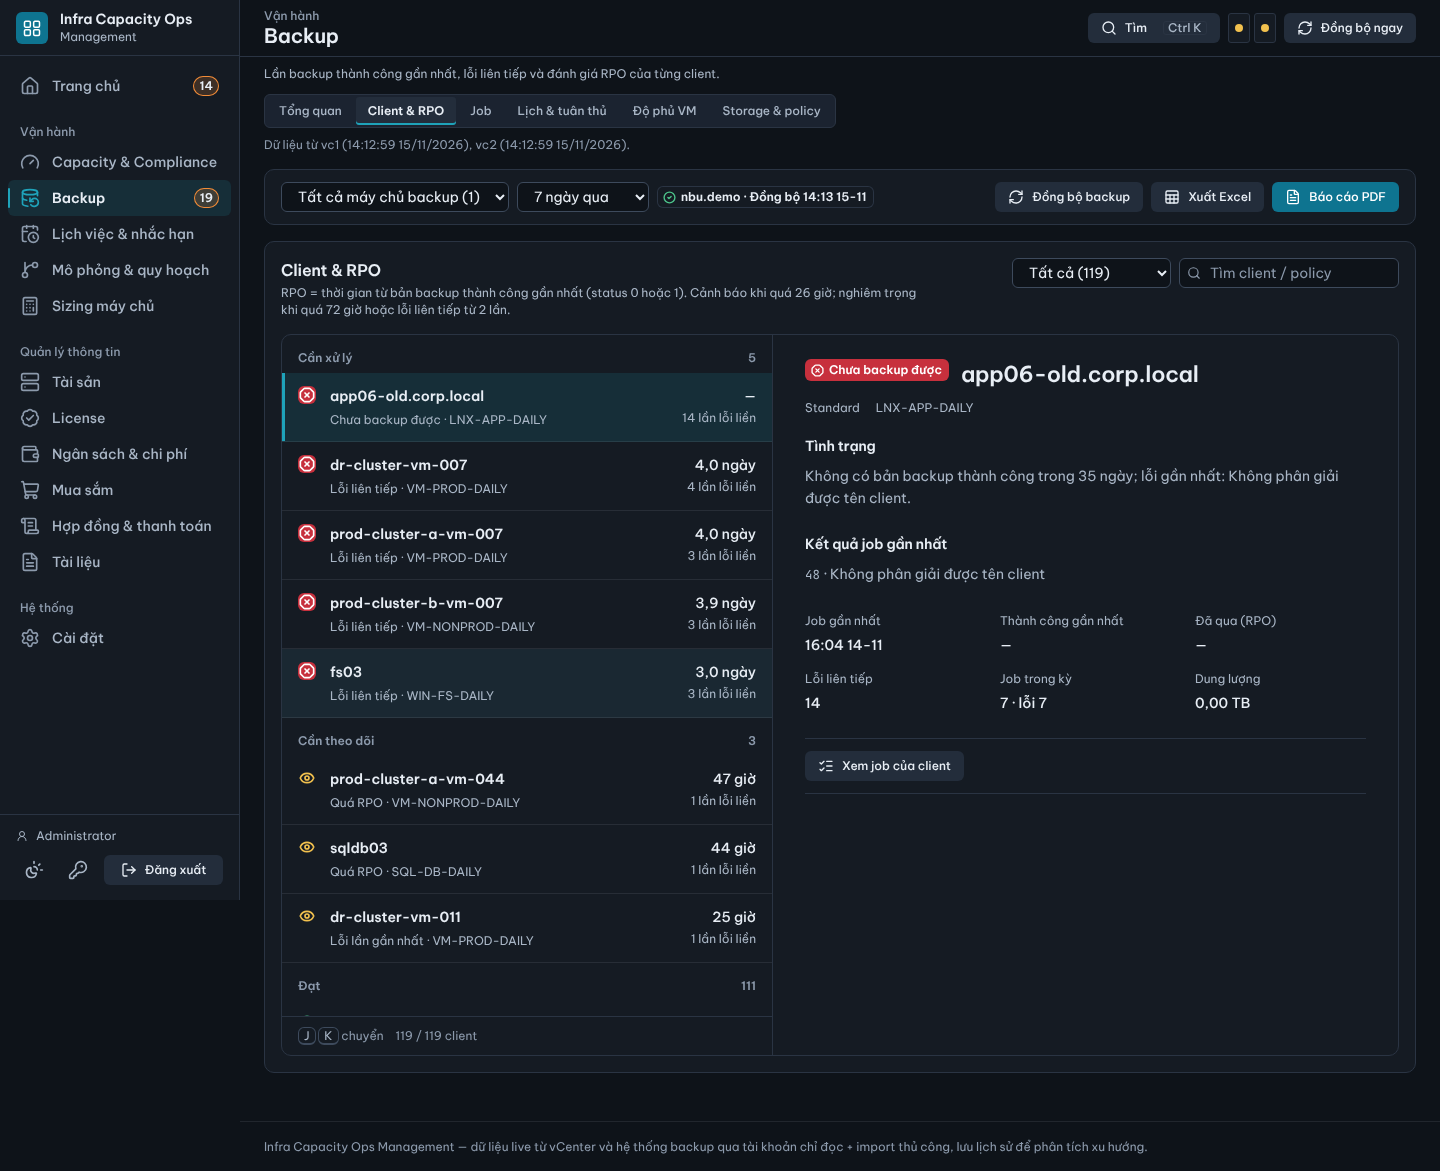 Infra Capacity Ops
Management
Trang chủ 14
Vận hành
Capacity & Compliance
Backup 19
Lịch việc & nhắc hạn
Mô phỏng & quy hoạch
Sizing máy chủ
Quản lý thông tin
Tài sản
License
Ngân sách & chi phí
Mua sắm
Hợp đồng & thanh toán
Tài liệu
Hệ thống
Cài đặt
Administrator
Đăng xuất
Vận hành
Backup
Tìm Ctrl K
Đồng bộ ngay
Lần backup thành công gần nhất, lỗi liên tiếp và đánh giá RPO của từng client.
Tổng quan Client & RPO Job Lịch & tuân thủ Độ phủ VM Storage & policy
Dữ liệu từ vc1 (14:12:59 15/11/2026), vc2 (14:12:59 15/11/2026).
Tất cả máy chủ backup (1) 7 ngày qua nbu.demo · Đồng bộ 14:13 15-11 Đồng bộ backup Xuất Excel Báo cáo PDF
Client & RPO
RPO = thời gian từ bản backup thành công gần nhất (status 0 hoặc 1). Cảnh báo khi quá 26 giờ; nghiêm trọng
khi quá 72 giờ hoặc lỗi liên tiếp từ 2 lần.
Tất cả (119) Tìm client / policy
Cần xử lý 5
app06-old.corp.local —
Chưa backup được · LNX-APP-DAILY 14 lần lỗi liền
dr-cluster-vm-007 4,0 ngày
Lỗi liên tiếp · VM-PROD-DAILY 4 lần lỗi liền
prod-cluster-a-vm-007 4,0 ngày
Lỗi liên tiếp · VM-PROD-DAILY 3 lần lỗi liền
prod-cluster-b-vm-007 3,9 ngày
Lỗi liên tiếp · VM-NONPROD-DAILY 3 lần lỗi liền
fs03 3,0 ngày
Lỗi liên tiếp · WIN-FS-DAILY 3 lần lỗi liền
Cần theo dõi 3
prod-cluster-a-vm-044 47 giờ
Quá RPO · VM-NONPROD-DAILY 1 lần lỗi liền
sqldb03 44 giờ
Quá RPO · SQL-DB-DAILY 1 lần lỗi liền
dr-cluster-vm-011 25 giờ
Lỗi lần gần nhất · VM-PROD-DAILY 1 lần lỗi liền
Đạt 111
J K chuyển 119 / 119 client
Chưa backup được app06-old.corp.local
Standard LNX-APP-DAILY
Tình trạng
Không có bản backup thành công trong 35 ngày; lỗi gần nhất: Không phân giải
được tên client.
Kết quả job gần nhất
48 · Không phân giải được tên client
Job gần nhất Thành công gần nhất Đã qua (RPO)
16:04 14-11 — —
Lỗi liên tiếp Job trong kỳ Dung lượng
14 7 · lỗi 7 0,00 TB
Xem job của client
Infra Capacity Ops Management — dữ liệu live từ vCenter và hệ thống backup qua tài khoản chỉ đọc + import thủ công, lưu lịch sử để phân tích xu hướng.